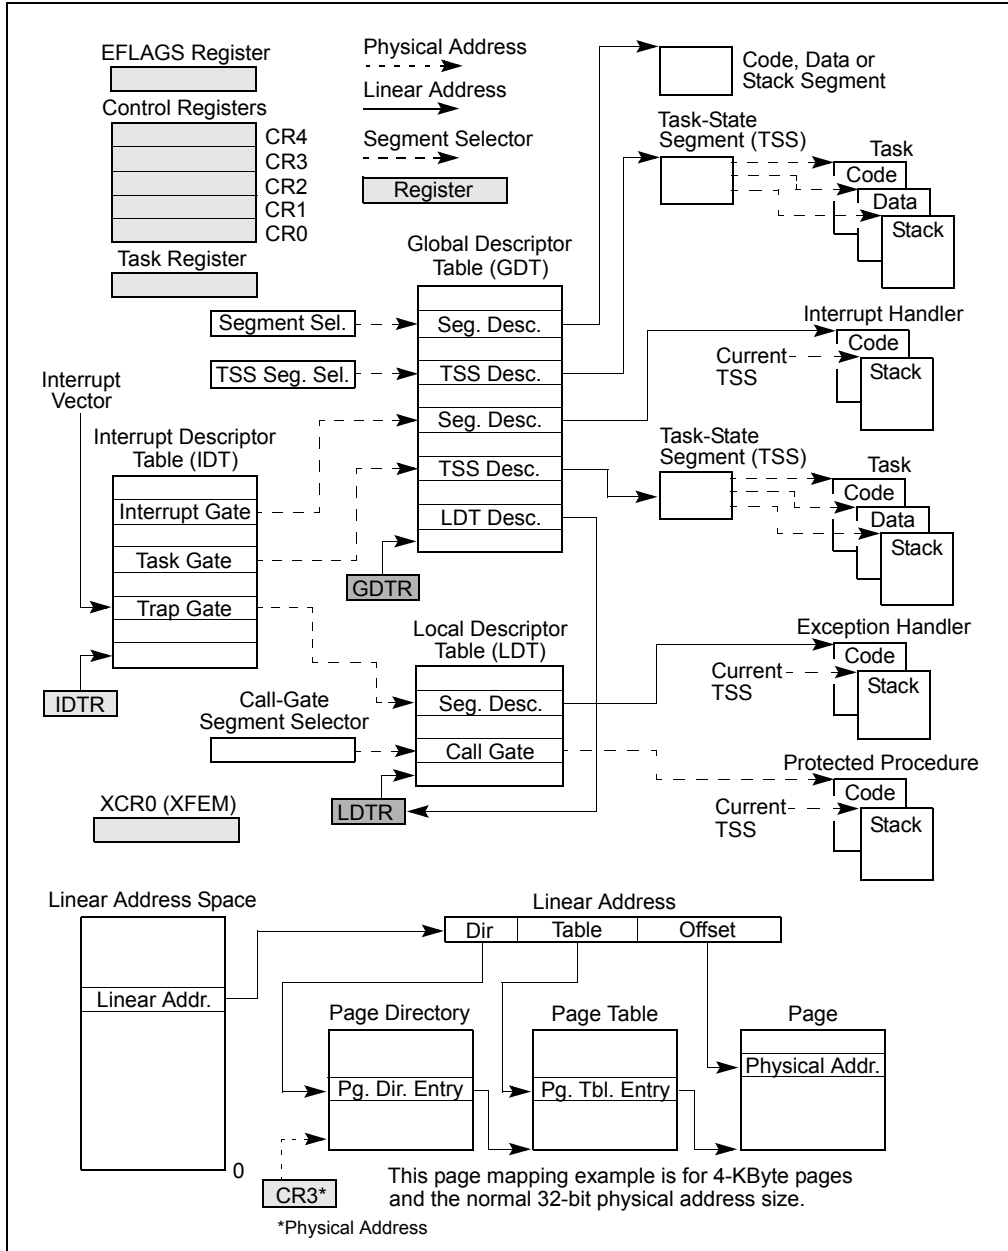 EFLAGS Register
Control Registers
CR4
CR3
CR2
CR1
CR0
Task Register
Physical Address
Linear Address
Segment Selector
Register
Code, Data or
Stack Segment
Task-State
Segment (TSS)
Task
Code
Data
Stack
Global Descriptor
Table (GDT)
Segment Sel.
Seg. Desc.
TSS Seg. Sel.
TSS Desc.
Seg. Desc.
TSS Desc.
LDT Desc.
GDTR
Interrupt Handler
Code
Current
TSS
Stack
Interrupt
Vector
Interrupt Descriptor
Table (IDT)
Interrupt Gate
Task Gate
Trap Gate
IDTR
Task-State
Segment (TSS)
Task
Code
Data
Stack
Local Descriptor
Table (LDT)
Seg. Desc.
Call Gate
Call-Gate
Segment Selector
LDTR
Exception Handler
Code
Current
TSS
Stack
Protected Procedure
Code
Current
TSS
Stack
XCR0 (XFEM)
Linear Address Space
Linear Addr.
0
Linear Address
Dir
Table
Offset
Page Directory
Pg. Dir. Entry
Page Table
Pg. Tbl. Entry
Page
Physical Addr.
CR3*
*Physical Address
This page mapping example is for 4-KByte pages
and the normal 32-bit physical address size.